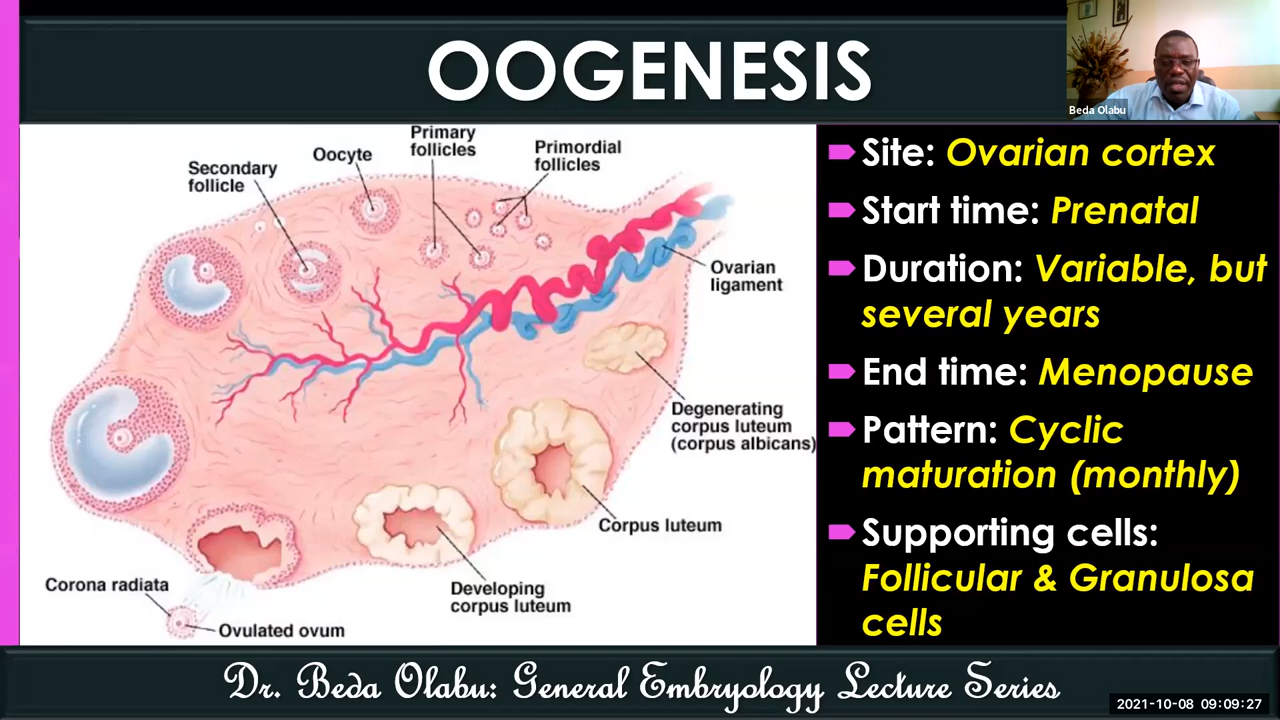 OOGENESIS
Beda Olabu
Primary
follicles
Primordial
follicles
Oocyte
Secondary
follicle
Ovarian
ligament
Degenerating
corpus luteum
(corpus albicans)
Corpus luteum
Developing
corpus luteum
Corona radiata
Ovulated ovum
Site: Ovarian cortex
Start time: Prenatal
Duration: Variable, but
several years
End time: Menopause
Pattern: Cyclic
maturation (monthly)
Supporting cells:
Follicular & Granulosa
cells
Dr. Beda Olabu: General Embryology Lecture Series
2021-10-08 09:09:27